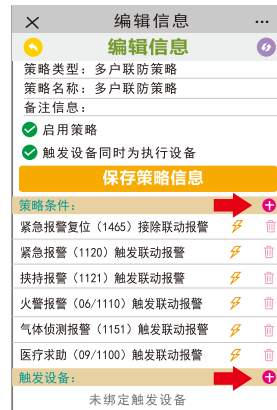 编辑信息
编辑信息
策略类型：多户联防策略
策略名称：多户联防策略
备注信息：
启用策略
触发设备同时为执行设备
保存策略信息
策略条件：
紧急报警复位（1465）接除联动报警
紧急报警（1120）触发联动报警
挟持报警（1121）触发联动报警
火警报警（06/1110）触发联动报警
气体侦测报警（1151）触发联动报警
医疗求助（09/1100）触发联动报警
触发设备：
未绑定触发设备